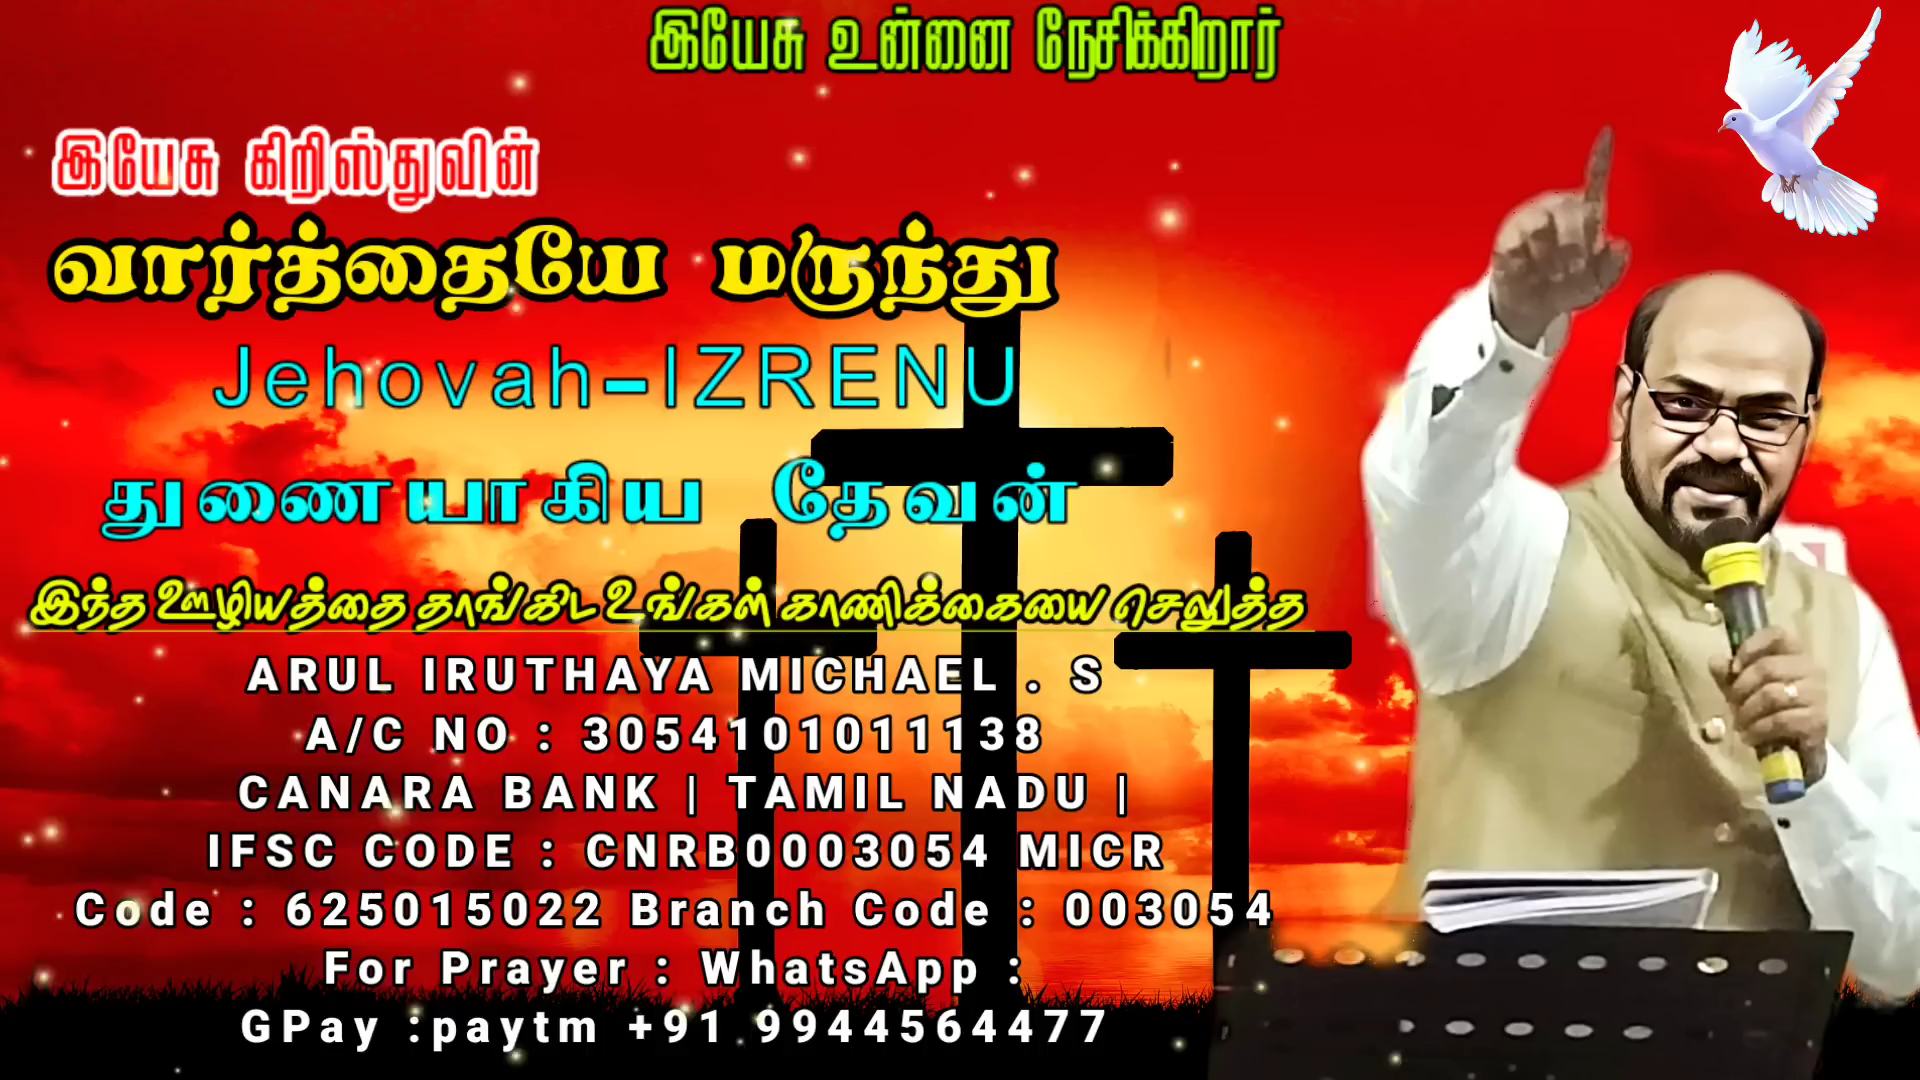 இயேசு உன்னை நேசிக்கிறார்
இயேசு கிறிஸ்துவின்
வார்த்தையே மருந்து
Jehovah-IZRENU
துணையாகிய தேவன்
இந்த ஊழியத்தை தாங்கிட உங்கள் காணிக்கையை செலுத்த
ARUL IRUTHAYA MICHAEL . S
A/C NO : 3054101011138
CANARA BANK | TAMIL NADU |
IFSC CODE : CNRB0003054 MICR
Code : 625015022 Branch Code : 003054
For Prayer : WhatsApp :
GPay :paytm +91 9944564477